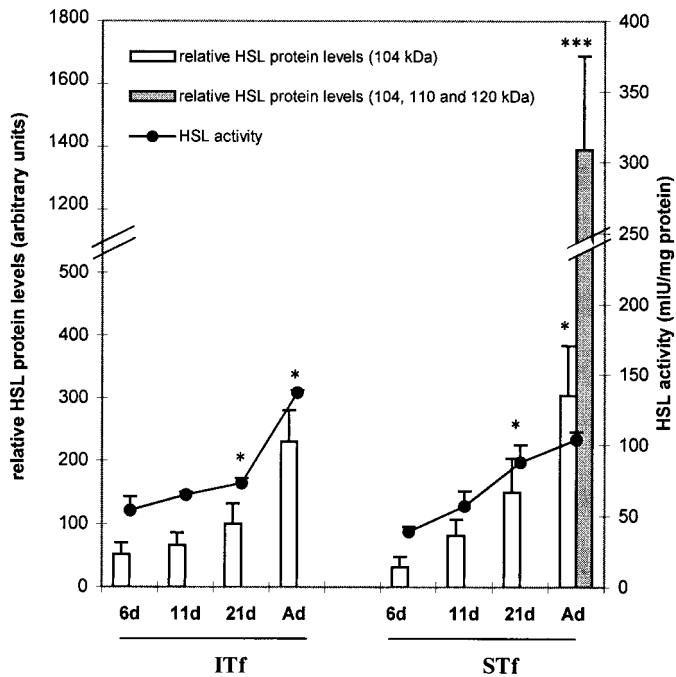 relative HSL protein levels (arbitrary units)
1800
1600
1400
1200
500
400
300
200
100
0
relative HSL protein levels (104 kDa)
relative HSL protein levels (104, 110 and 120 kDa)
HSL activity
*
*
*
*
***
6d 11d 21d Ad
ITf
6d 11d 21d Ad
STf
400
350
300
250
200
150
100
50
0
HSL activity (mIU/mg protein)